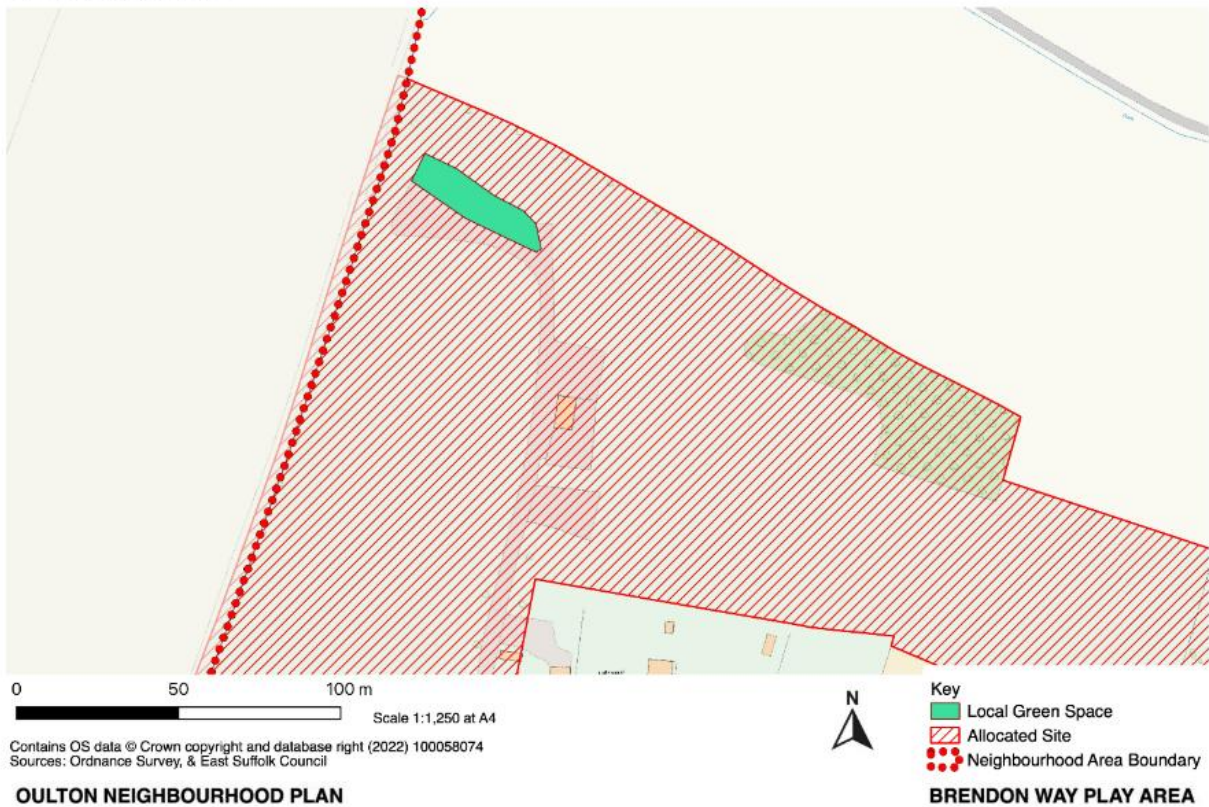 0 50 100 m
Scale 1:1,250 at A4
Contains OS data © Crown copyright and database right (2022) 100058074
Sources: Ordnance Survey, & East Suffolk Council
OULTON NEIGHBOURHOOD PLAN
N
Key
Local Green Space
Allocated Site
Neighbourhood Area Boundary
BRENDON WAY PLAY AREA